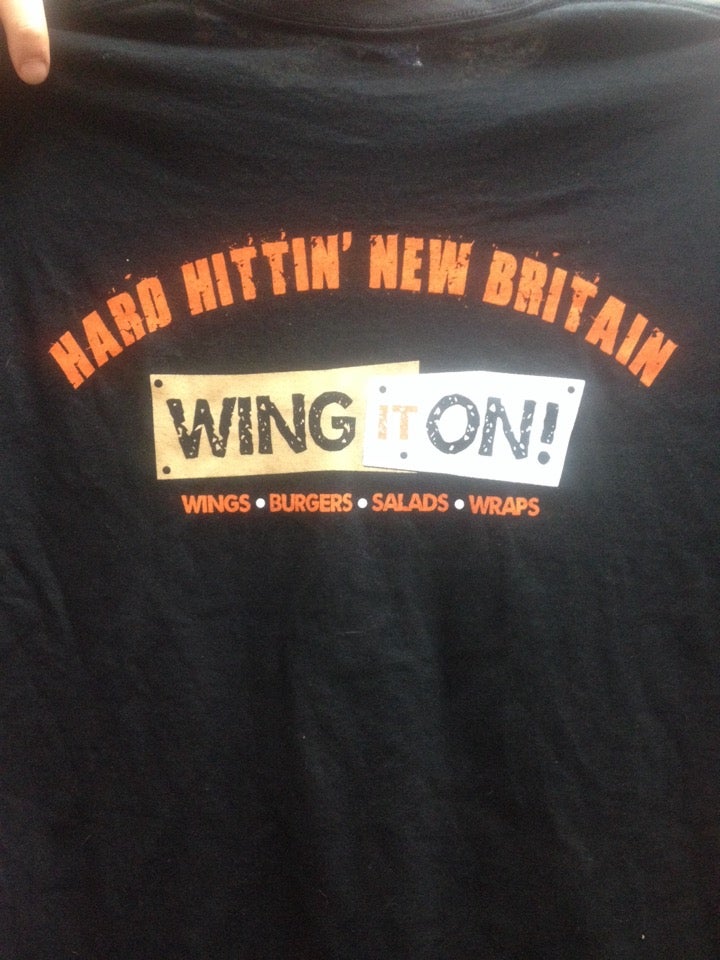 HARD HITTIN' NEW BRITAIN
WING IT ON!
WINGS • BURGERS • SALADS • WRAPS